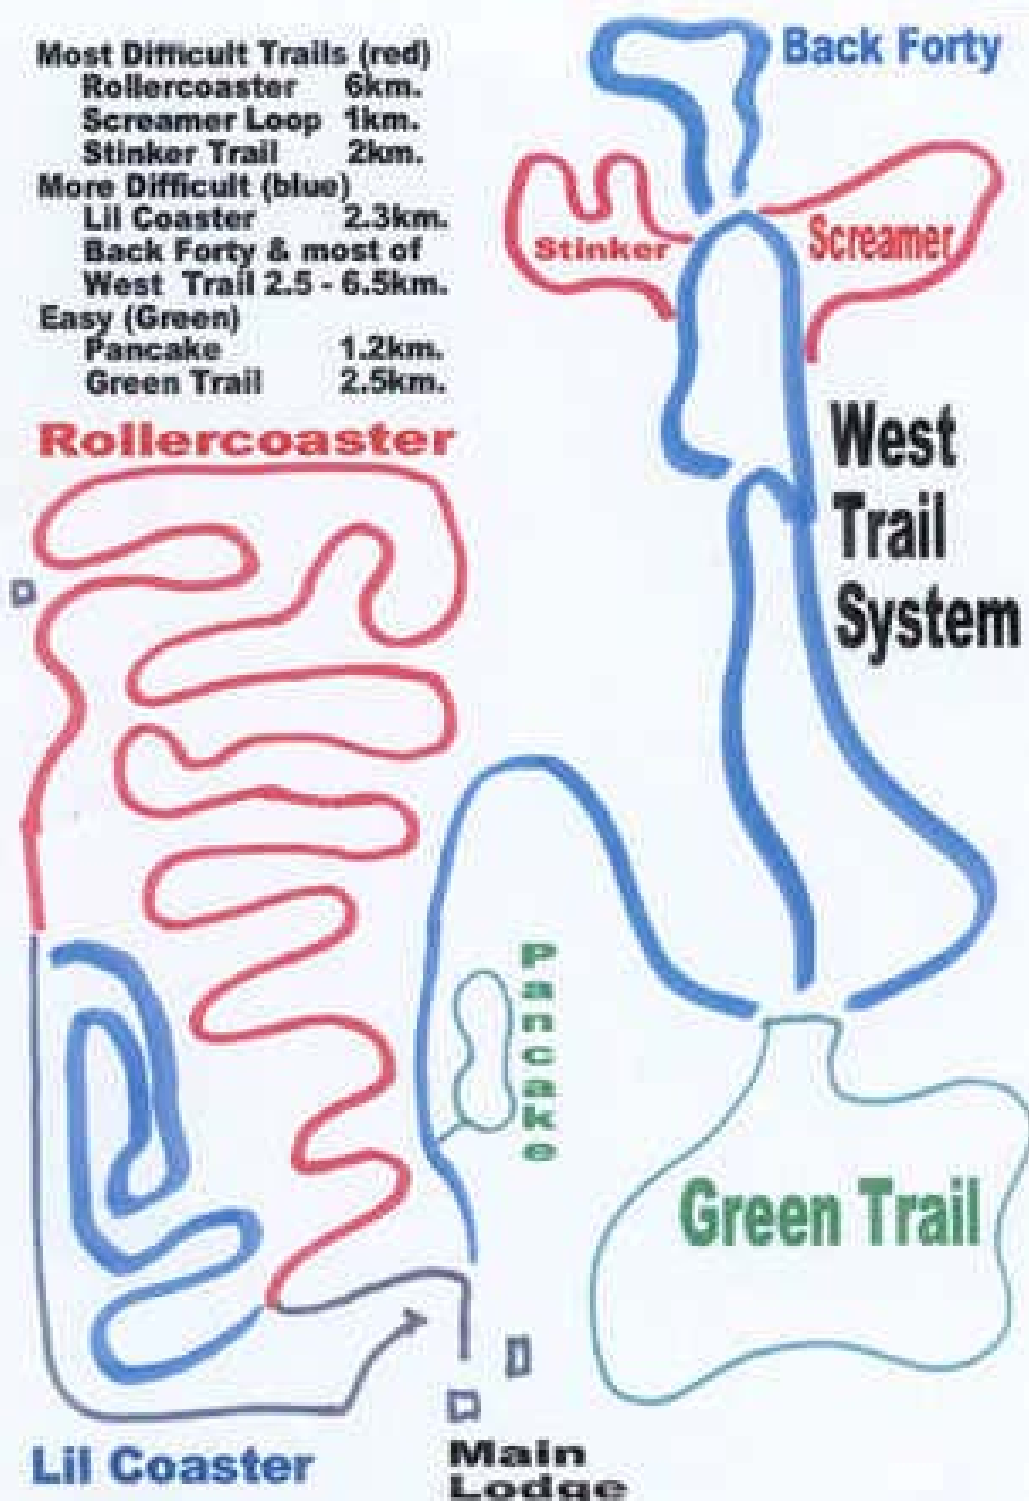 Most Difficult Trails (red)
Rollercoaster 6km.
Screamer Loop 1km.
Stinker Trail 2km.
More Difficult (blue)
Lil Coaster 2.3km.
Back Forty & most of
West Trail 2.5 - 6.5km.
Easy (Green)
Pancake 1.2km.
Green Trail 2.5km.
Back Forty
Stinker
Screamer
Rollercoaster
West
Trail
System
Pancake
Green Trail
Lil Coaster
Main
Lodge